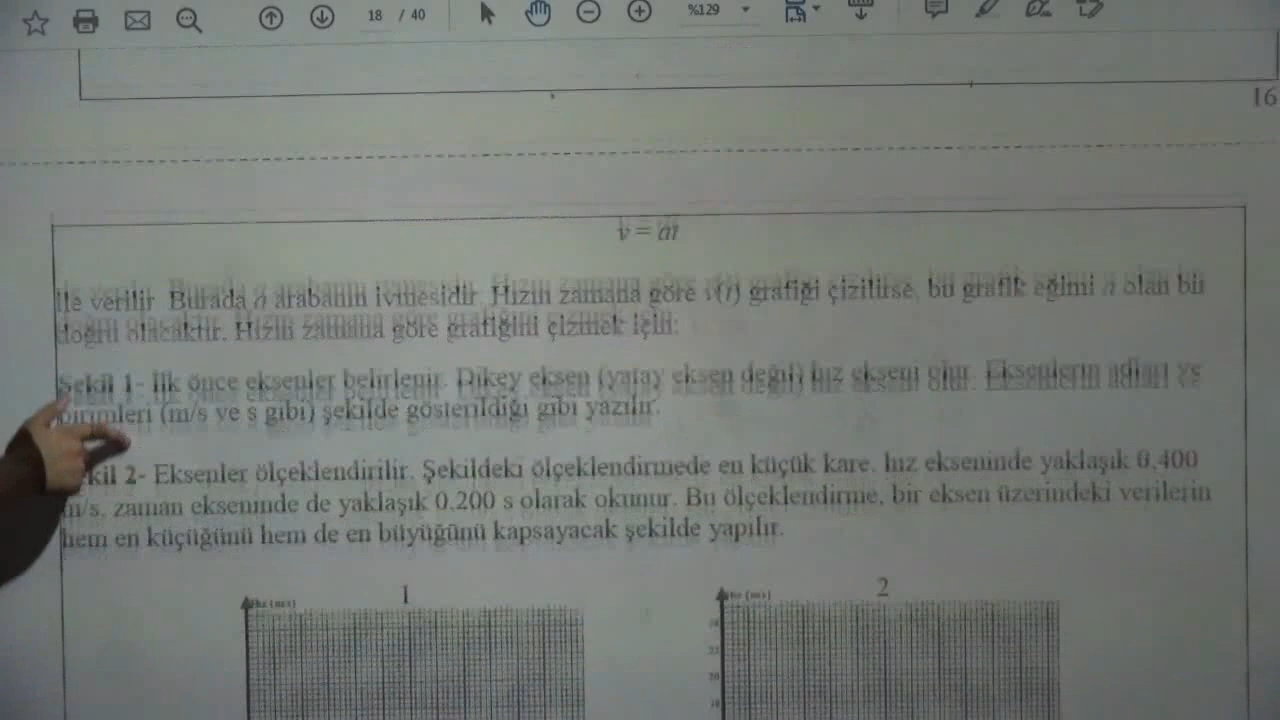 18 / 40
%129
16
v = at
ile verilir. Burada a arabanın ivmesidir. Hızın zamana göre v(t) grafiği çizilirse, bu grafik eğimi a olan bir
doğru olacaktır. Hızın zamana göre grafiğini çizmek için:
Şekil 1- İlk önce eksenler belirlenir. Dikey eksen (yatay eksen değil) hız ekseni olur. Eksenlerin adları ve
birimleri (m/s ve s gibi) şekilde gösterildiği gibi yazılır.
kil 2- Eksenler ölçeklendirilir. Şekildeki ölçeklendirmede en küçük kare, hız ekseninde yaklaşık 0,400
m/s, zaman ekseninde de yaklaşık 0.200 s olarak okunur. Bu ölçeklendirme, bir eksen üzerindeki verilerin
hem en küçüğünü hem de en büyüğünü kapsayacak şekilde yapılır.
1
2
Hız (m/s)